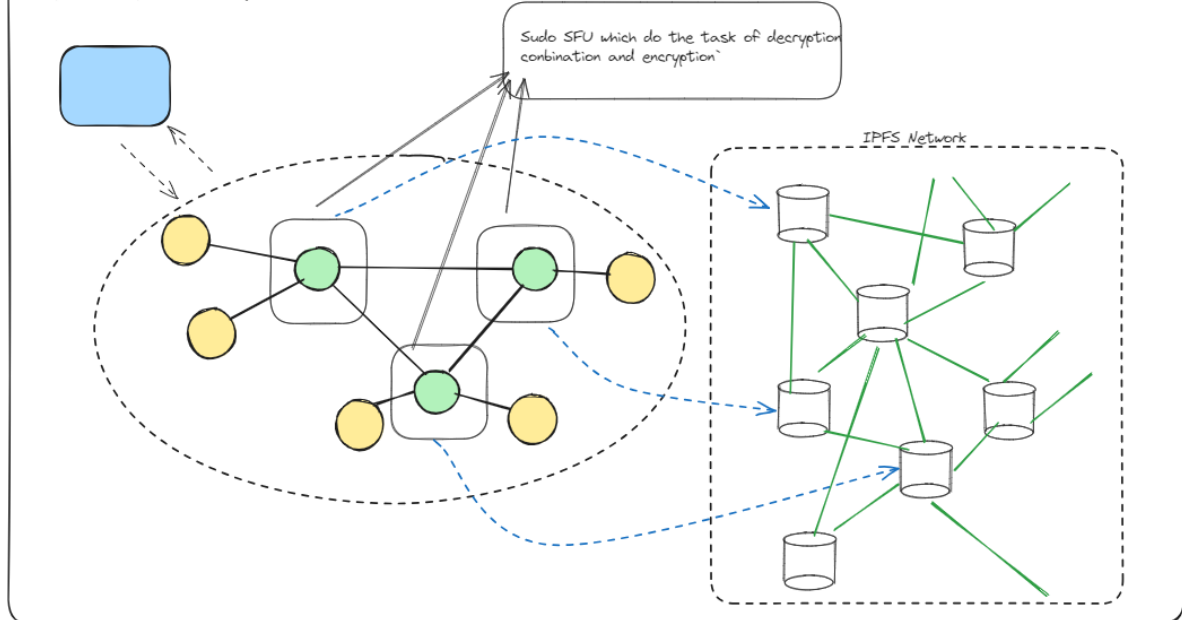 Sudo SFU which do the task of decryption
conbination and encryption`
IPFS Network